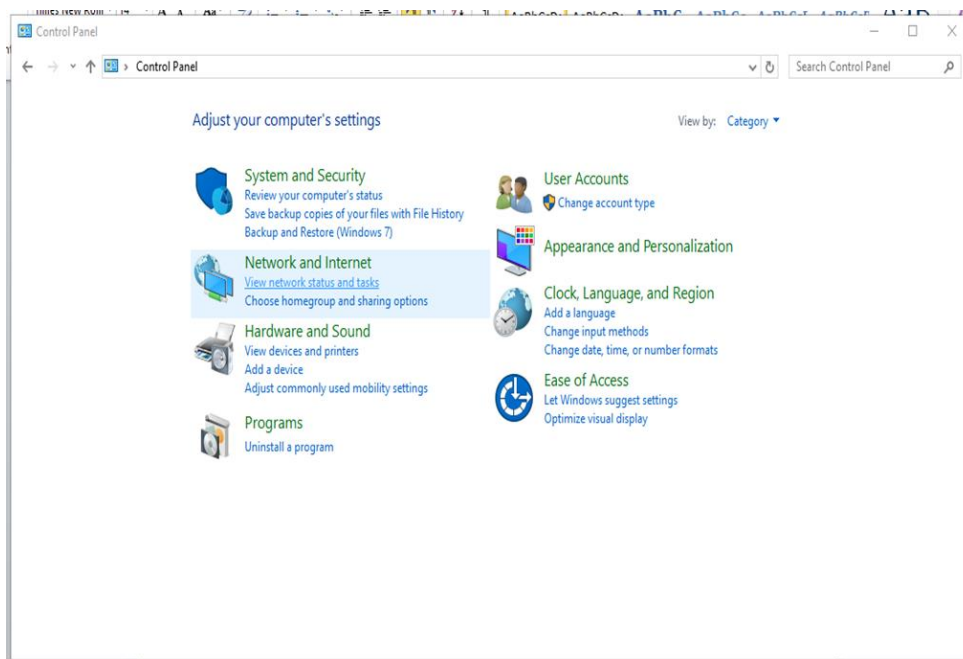 Control Panel
Control Panel
Search Control Panel
Adjust your computer's settings
View by: Category
System and Security
Review your computer's status
Save backup copies of your files with File History
Backup and Restore (Windows 7)
Network and Internet
View network status and tasks
Choose homegroup and sharing options
Hardware and Sound
View devices and printers
Add a device
Adjust commonly used mobility settings
Programs
Uninstall a program
User Accounts
Change account type
Appearance and Personalization
Clock, Language, and Region
Add a language
Change input methods
Change date, time, or number formats
Ease of Access
Let Windows suggest settings
Optimize visual display